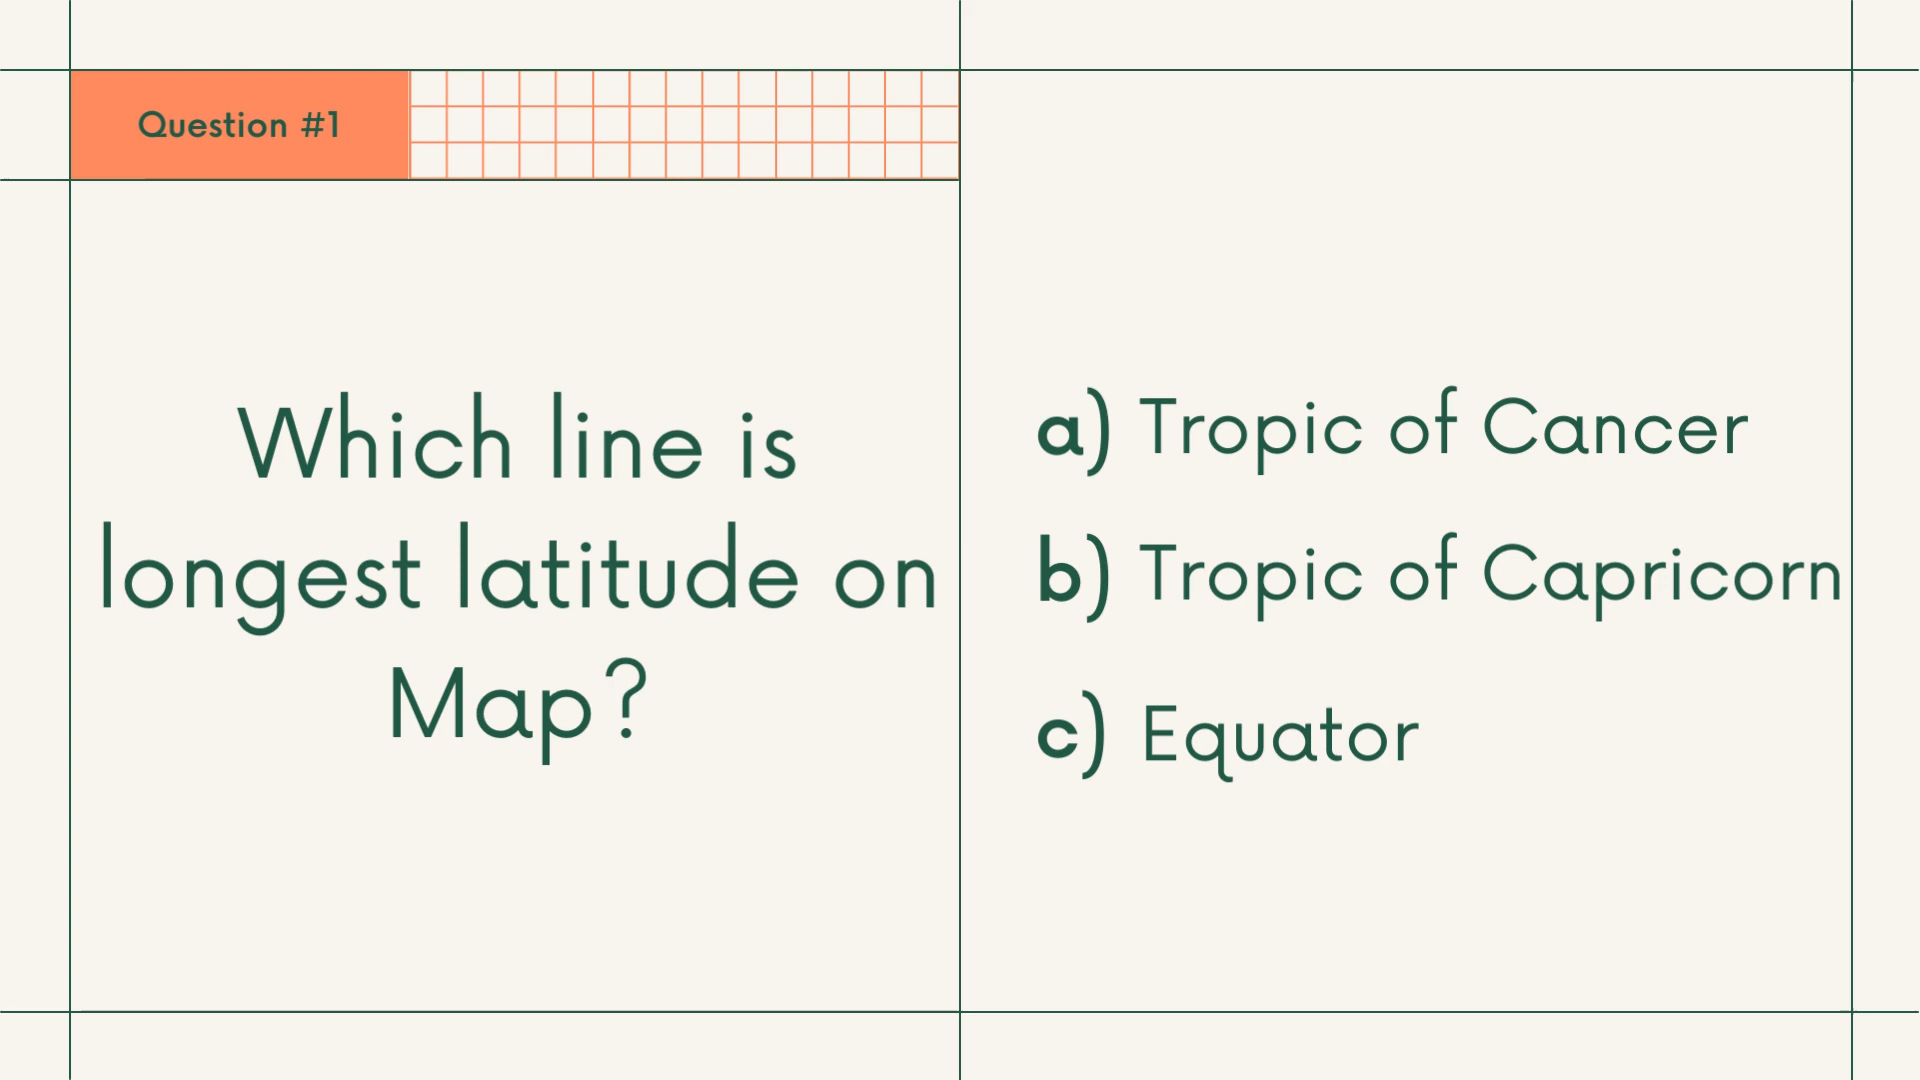 Question #1
Which line is
longest latitude on
Map?
a) Tropic of Cancer
b) Tropic of Capricorn
c) Equator